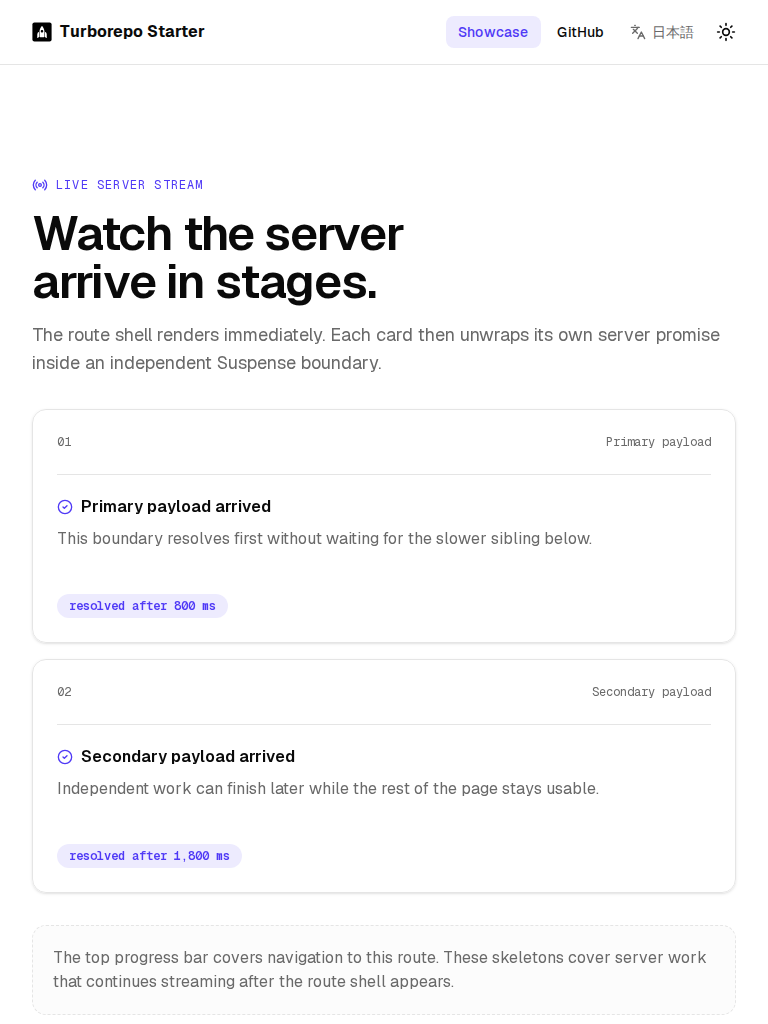 Turborepo Starter
Showcase
GitHub
日本語
LIVE SERVER STREAM
Watch the server
arrive in stages.
The route shell renders immediately. Each card then unwraps its own server promise
inside an independent Suspense boundary.
01
Primary payload
Primary payload arrived
This boundary resolves first without waiting for the slower sibling below.
resolved after 800 ms
02
Secondary payload
Secondary payload arrived
Independent work can finish later while the rest of the page stays usable.
resolved after 1,800 ms
The top progress bar covers navigation to this route. These skeletons cover server work
that continues streaming after the route shell appears.